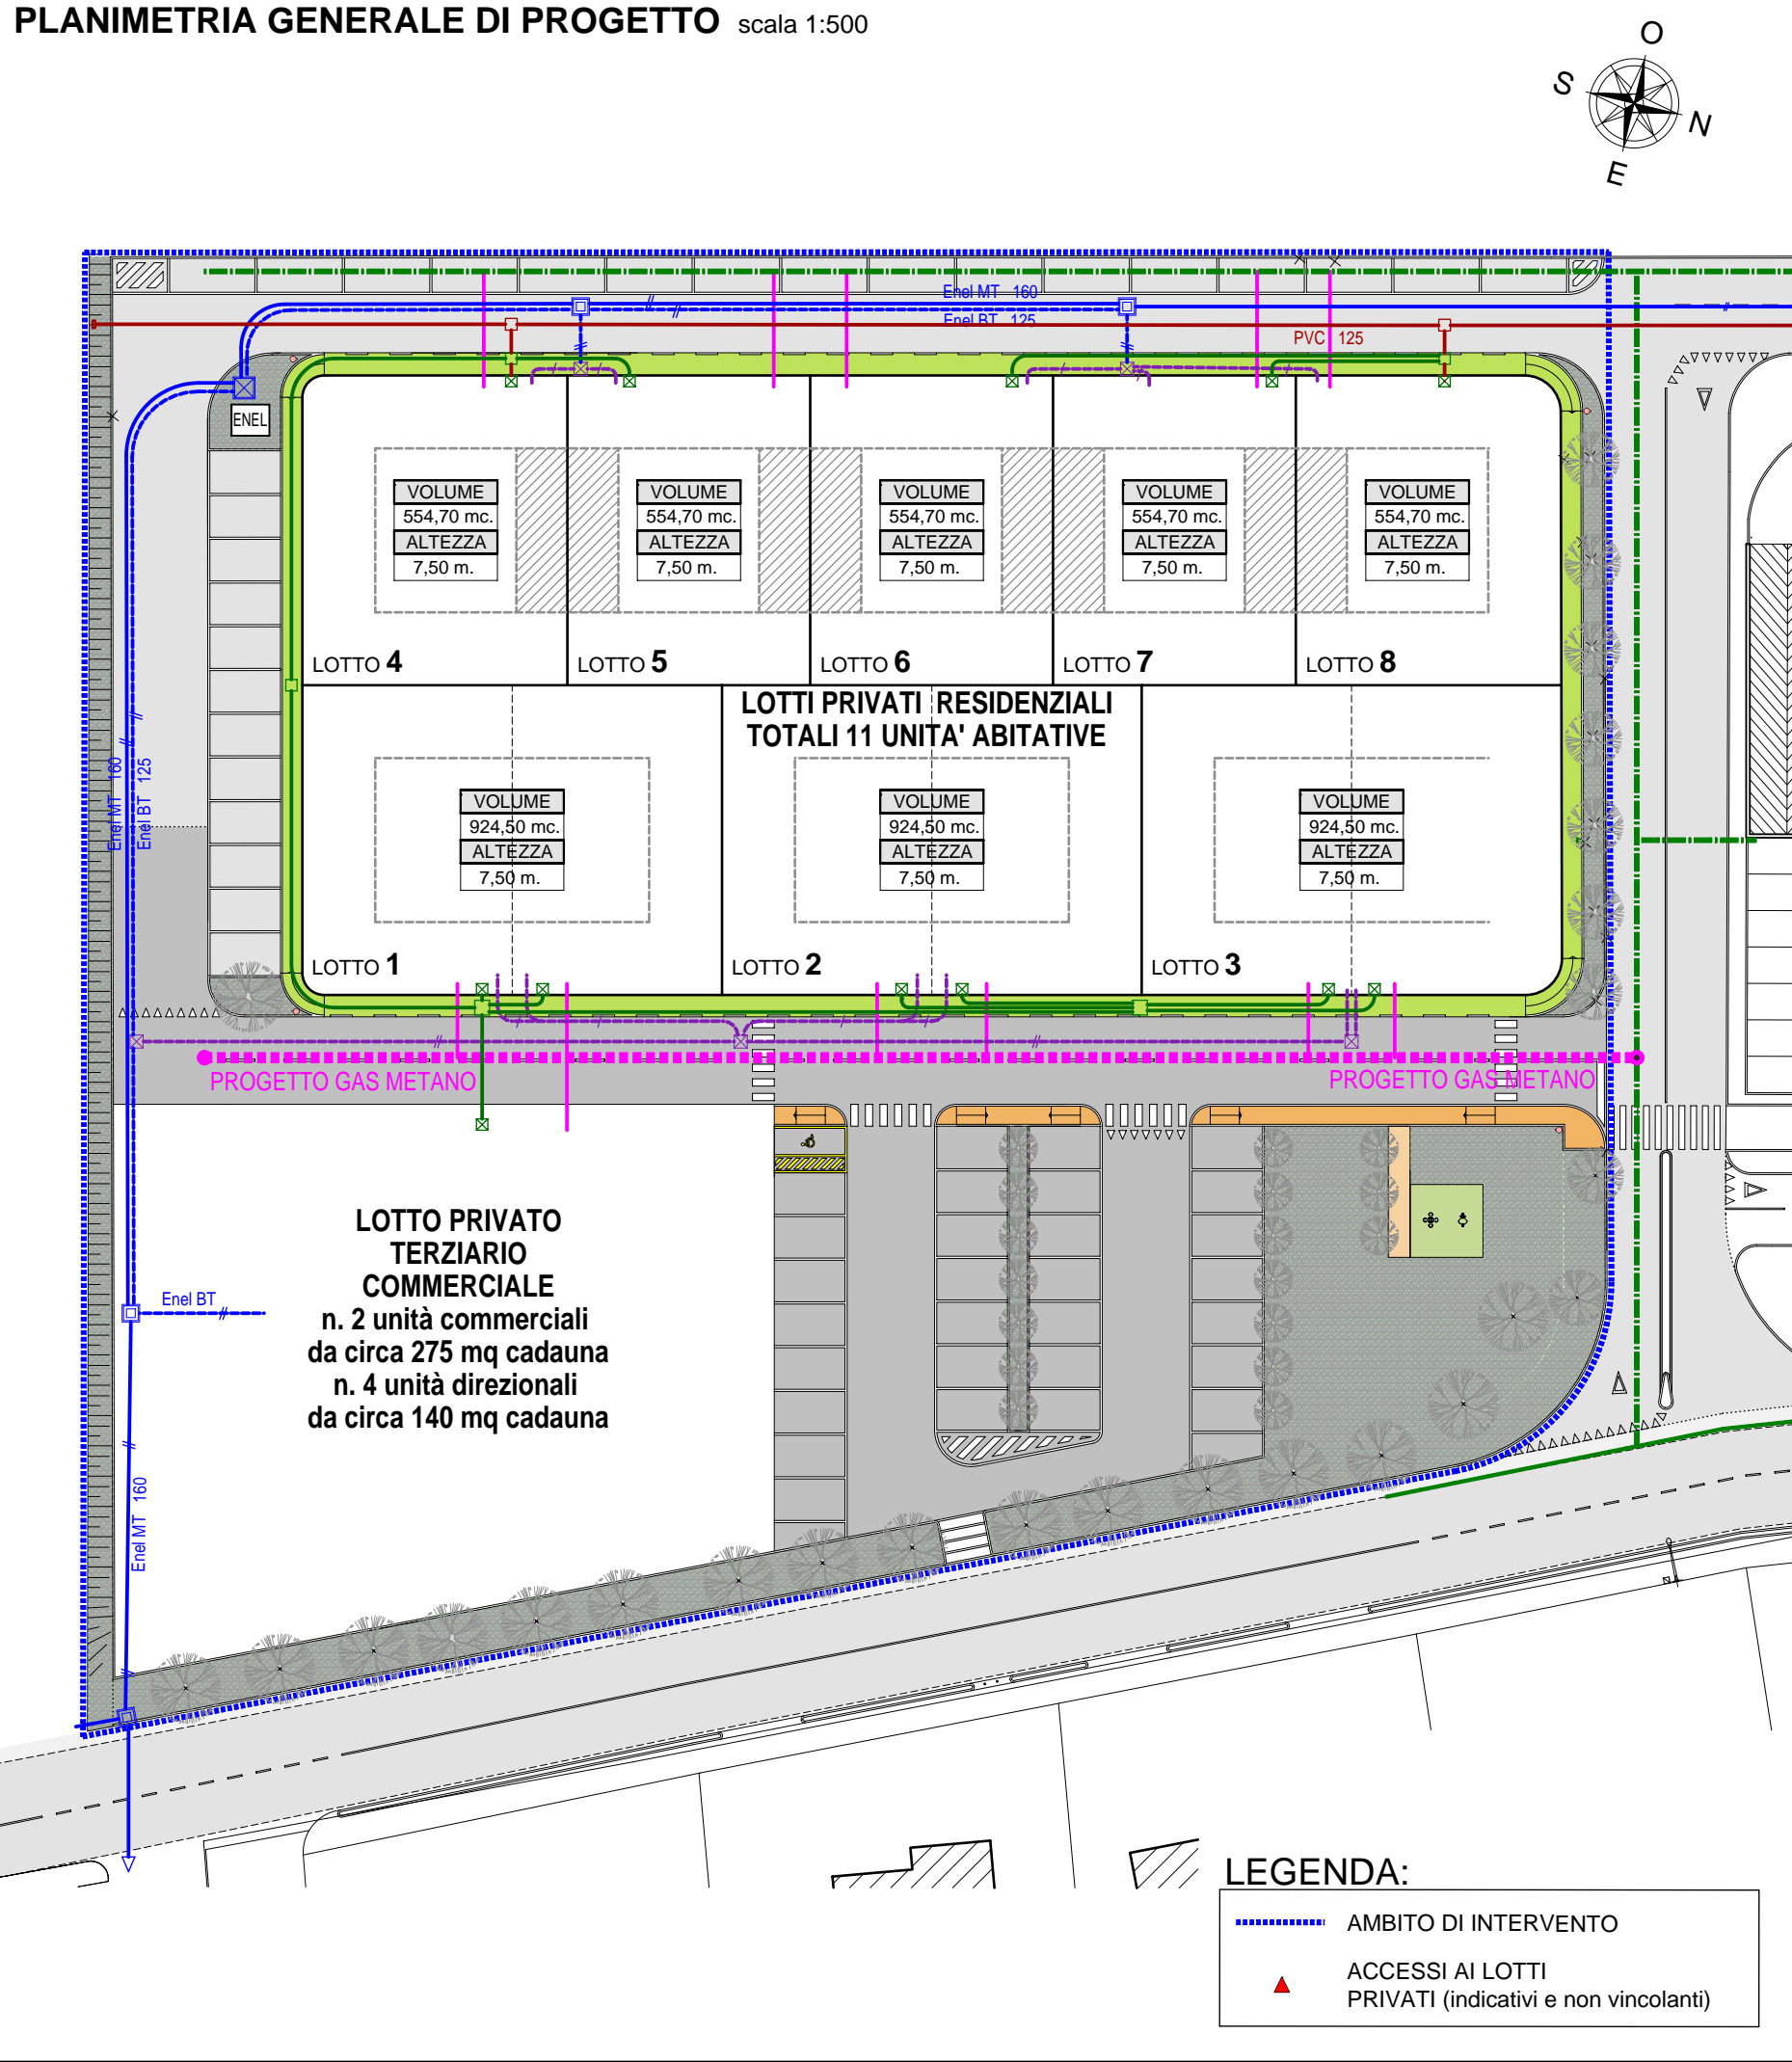 PLANIMETRIA GENERALE DI PROGETTO scala 1:500
O
S
N
E
Enel MT 160
Enel BT 125
PVC 125
ENEL
VOLUME
554,70 mc.
ALTEZZA
7,50 m.
VOLUME
554,70 mc.
ALTEZZA
7,50 m.
VOLUME
554,70 mc.
ALTEZZA
7,50 m.
VOLUME
554,70 mc.
ALTEZZA
7,50 m.
VOLUME
554,70 mc.
ALTEZZA
7,50 m.
LOTTO 4
LOTTO 5
LOTTO 6
LOTTO 7
LOTTO 8
LOTTI PRIVATI RESIDENZIALI
TOTALI 11 UNITA' ABITATIVE
Enel MT 160
Enel BT 125
VOLUME
924,50 mc.
ALTEZZA
7,50 m.
VOLUME
924,50 mc.
ALTEZZA
7,50 m.
VOLUME
924,50 mc.
ALTEZZA
7,50 m.
LOTTO 1
LOTTO 2
LOTTO 3
PROGETTO GAS METANO
PROGETTO GAS METANO
LOTTO PRIVATO
TERZIARIO
COMMERCIALE
n. 2 unità commerciali
da circa 275 mq cadauna
n. 4 unità direzionali
da circa 140 mq cadauna
Enel BT
Enel MT 160
LEGENDA:
AMBITO DI INTERVENTO
ACCESSI AI LOTTI
PRIVATI (indicativi e non vincolanti)